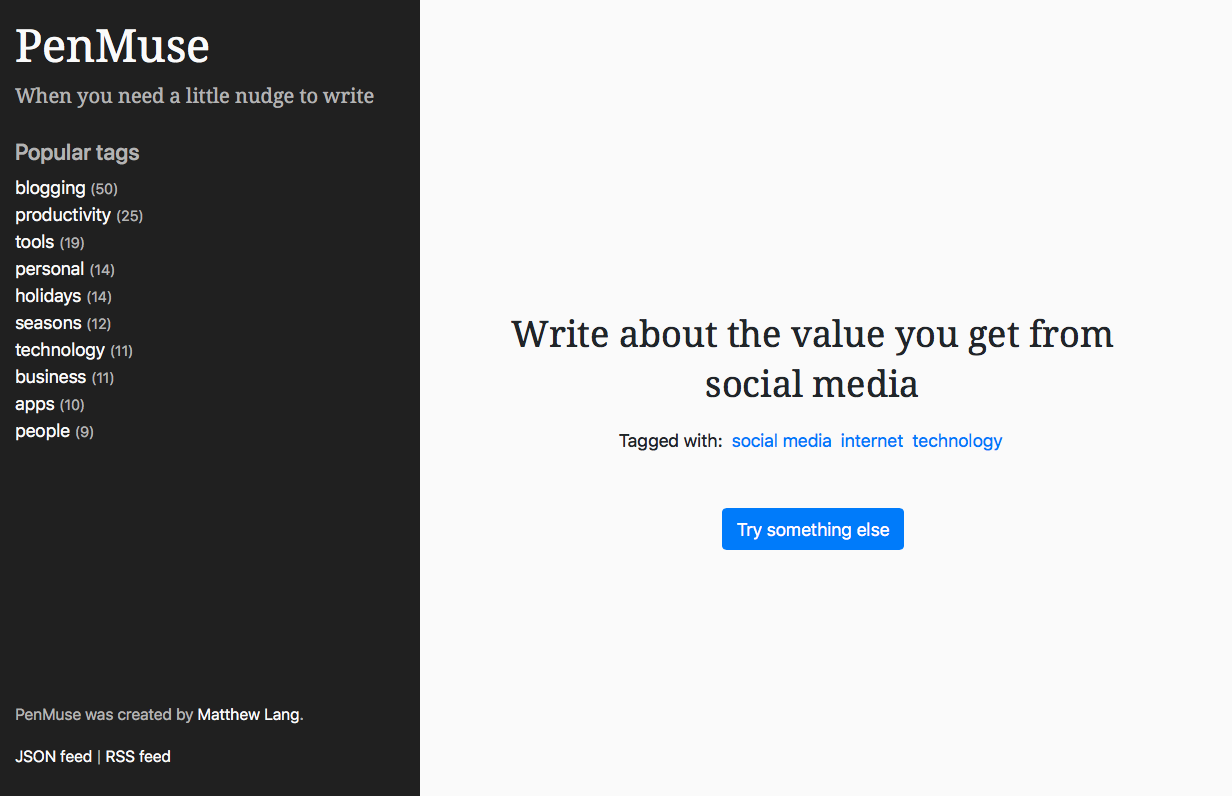 PenMuse
When you need a little nudge to write
Popular tags
blogging (50)
productivity (25)
tools (19)
personal (14)
holidays (14)
seasons (12)
technology (11)
business (11)
apps (10)
people (9)
PenMuse was created by Matthew Lang.
JSON feed | RSS feed
Write about the value you get from
social media
Tagged with: social media internet technology
Try something else